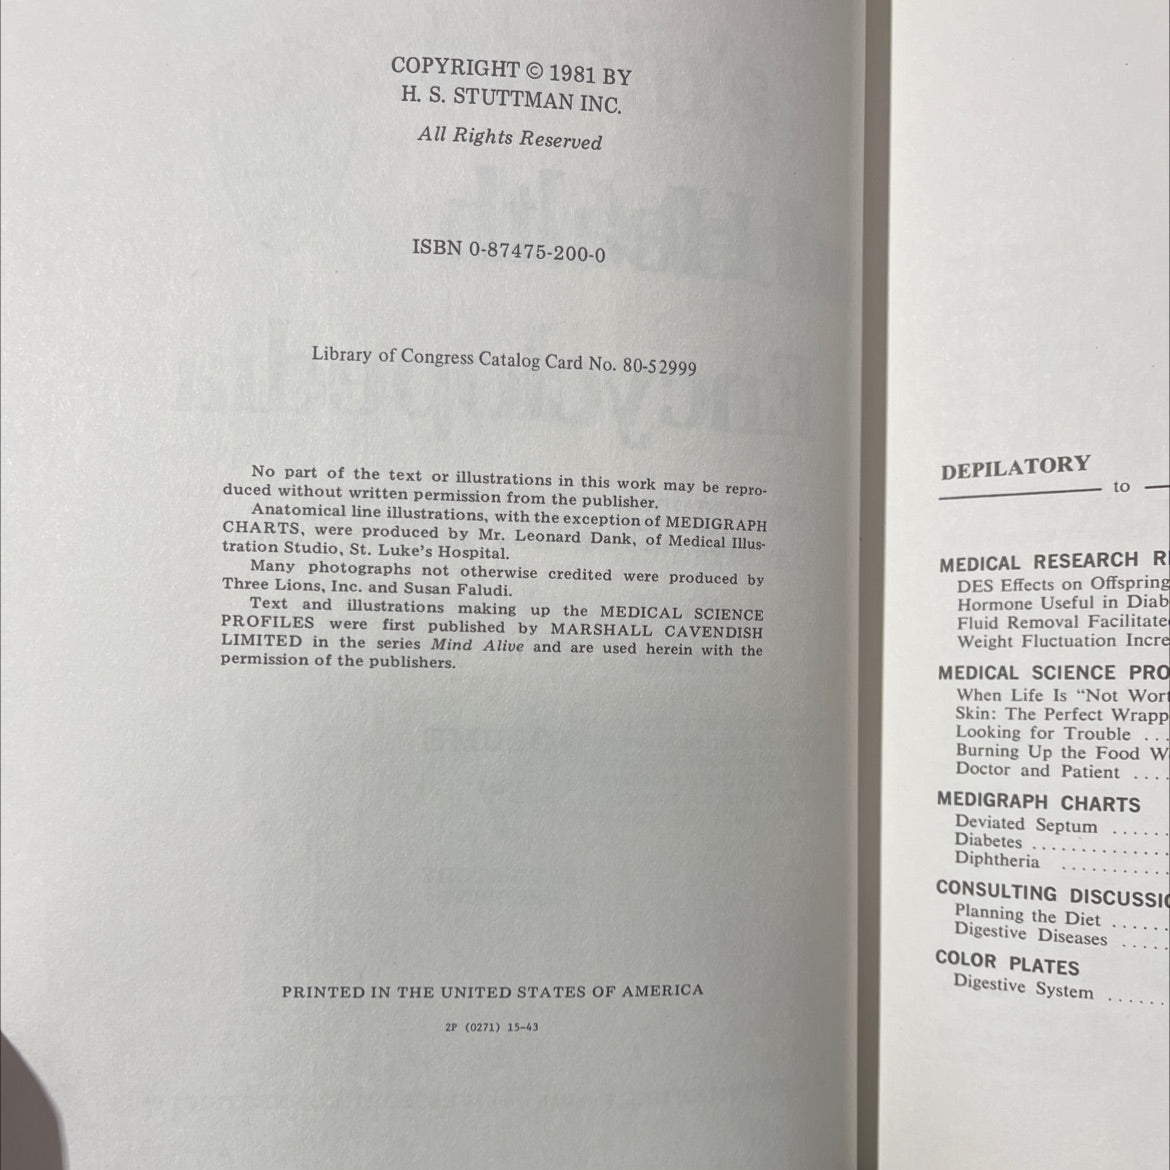 COPYRIGHT © 1981 BY
H. S. STUTTMAN INC.
All Rights Reserved
ISBN 0-87475-200-0
Library of Congress Catalog Card No. 80-52999
No part of the text or illustrations in this work may be repro-
duced without written permission from the publisher.
Anatomical line illustrations, with the exception of MEDIGRAPH
CHARTS, were produced by Mr. Leonard Dank, of Medical Illus-
tration Studio, St. Luke's Hospital.
Many photographs not otherwise credited were produced by
Three Lions, Inc. and Susan Faludi.
Text and illustrations making up the MEDICAL SCIENCE
PROFILES were first published by MARSHALL CAVENDISH
LIMITED in the series Mind Alive and are used herein with the
permission of the publishers.
PRINTED IN THE UNITED STATES OF AMERICA
2P (0271) 15-43
DEPILATORY
to
MEDICAL RESEARCH
DES Effects on Offspring
Hormone Useful in
Fluid Removal
Weight Fluctuation
MEDICAL SCIENCE
When Life Is "Not
Skin: The Perfect
Looking for Trouble ...
Burning Up the Food
Doctor and Patient ....
MEDIGRAPH CHARTS
Deviated Septum ......
Diabetes ..............
Diphtheria ...........
CONSULTING
Planning the Diet ......
Digestive Diseases .....
COLOR PLATES
Digestive System ......